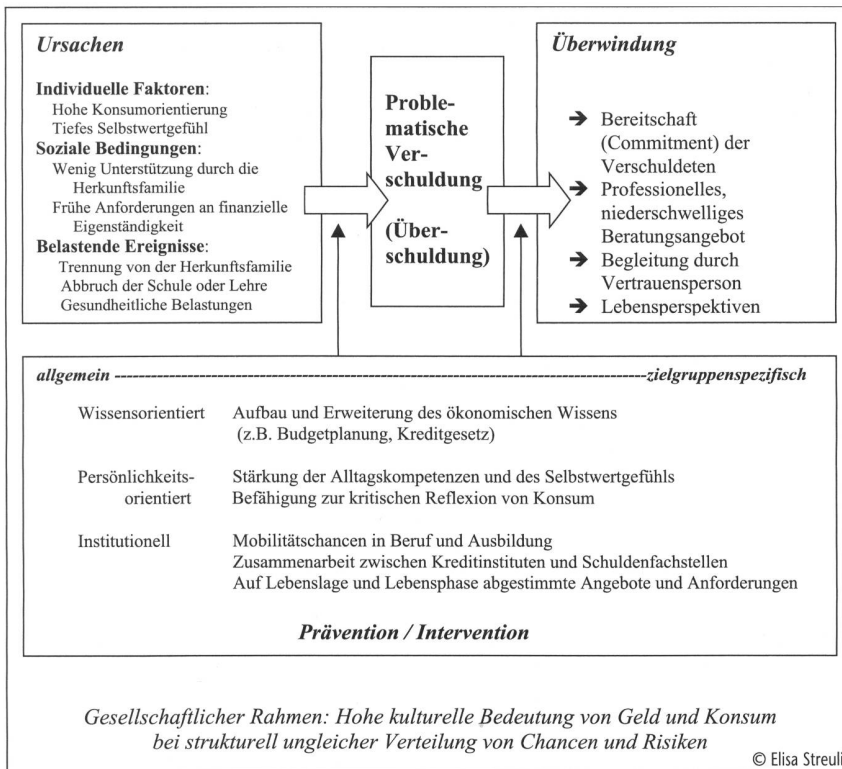 Ursachen
Individuelle Faktoren:
Hohe Konsumorientierung
Tiefes Selbstwertgefühl
Soziale Bedingungen:
Wenig Unterstützung durch die
Herkunftsfamilie
Frühe Anforderungen an finanzielle
Eigenständigkeit
Belastende Ereignisse:
Trennung von der Herkunftsfamilie
Abbruch der Schule oder Lehre
Gesundheitliche Belastungen
Proble-
matische
Ver-
schuldung
(Über-
schuldung)
Überwindung
➔ Bereitschaft
(Commitment) der
Verschuldeten
➔ Professionelles,
niederschwelliges
Beratungsangebot
➔ Begleitung durch
Vertrauensperson
➔ Lebensperspektiven
allgemein ------------------------------------------------------------zielgruppenspezifisch
Wissensorientiert Aufbau und Erweiterung des ökonomischen Wissens
(z.B. Budgetplanung, Kreditgesetz)
Persönlichkeits- Stärkung der Alltagskompetenzen und des Selbstwertgefühls
orientiert Befähigung zur kritischen Reflexion von Konsum
Institutionell Mobilitätschancen in Beruf und Ausbildung
Zusammenarbeit zwischen Kreditinstituten und Schuldenfachstellen
Auf Lebenslage und Lebensphase abgestimmte Angebote und Anforderungen
Prävention / Intervention
Gesellschaftlicher Rahmen: Hohe kulturelle Bedeutung von Geld und Konsum
bei strukturell ungleicher Verteilung von Chancen und Risiken
© Elisa Streuli